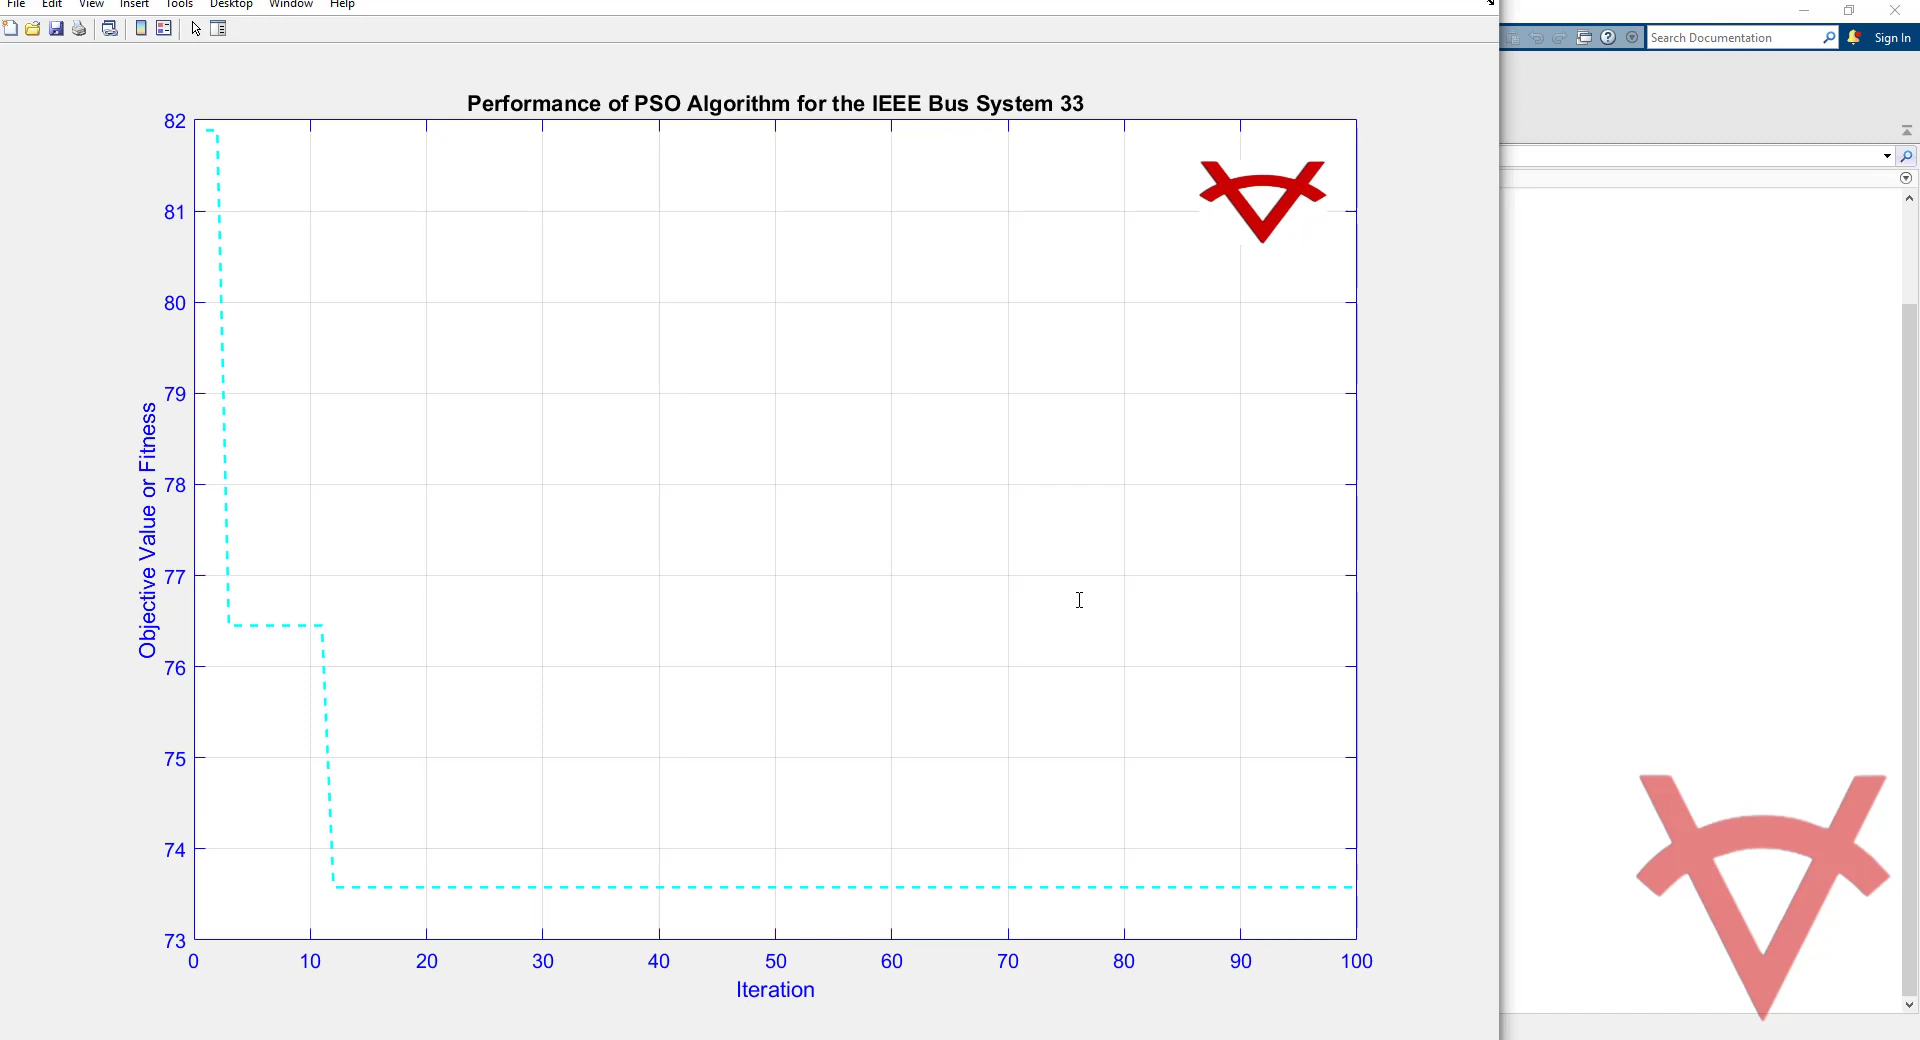 File Edit View Insert Tools Desktop Window Help
Search Documentation
Sign In
Performance of PSO Algorithm for the IEEE Bus System 33
82
81
80
79
78
77
76
75
74
73
Objective Value or Fitness
0 10 20 30 40 50 60 70 80 90 100
Iteration